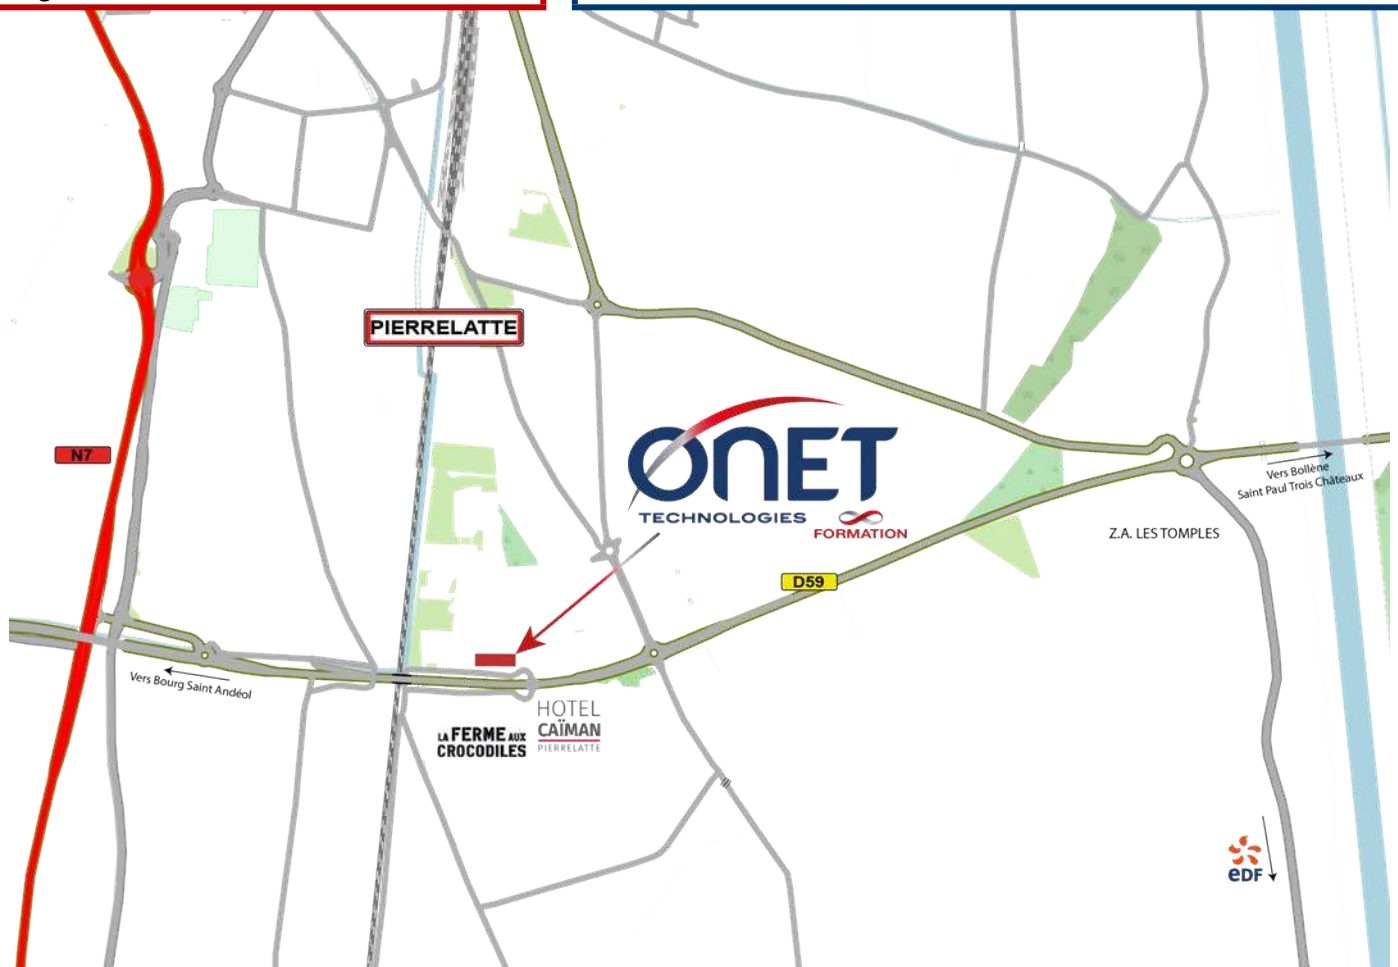 PIERRELATTE
N7
ONET
TECHNOLOGIES
FORMATION
Vers Bollène
Saint Paul Trois Châteaux
Z.A. LES TOMPLES
D59
Vers Bourg Saint Andéol
LA FERME AUX
CROCODILES
HOTEL
CAÏMAN
PIERRELATTE
eDF